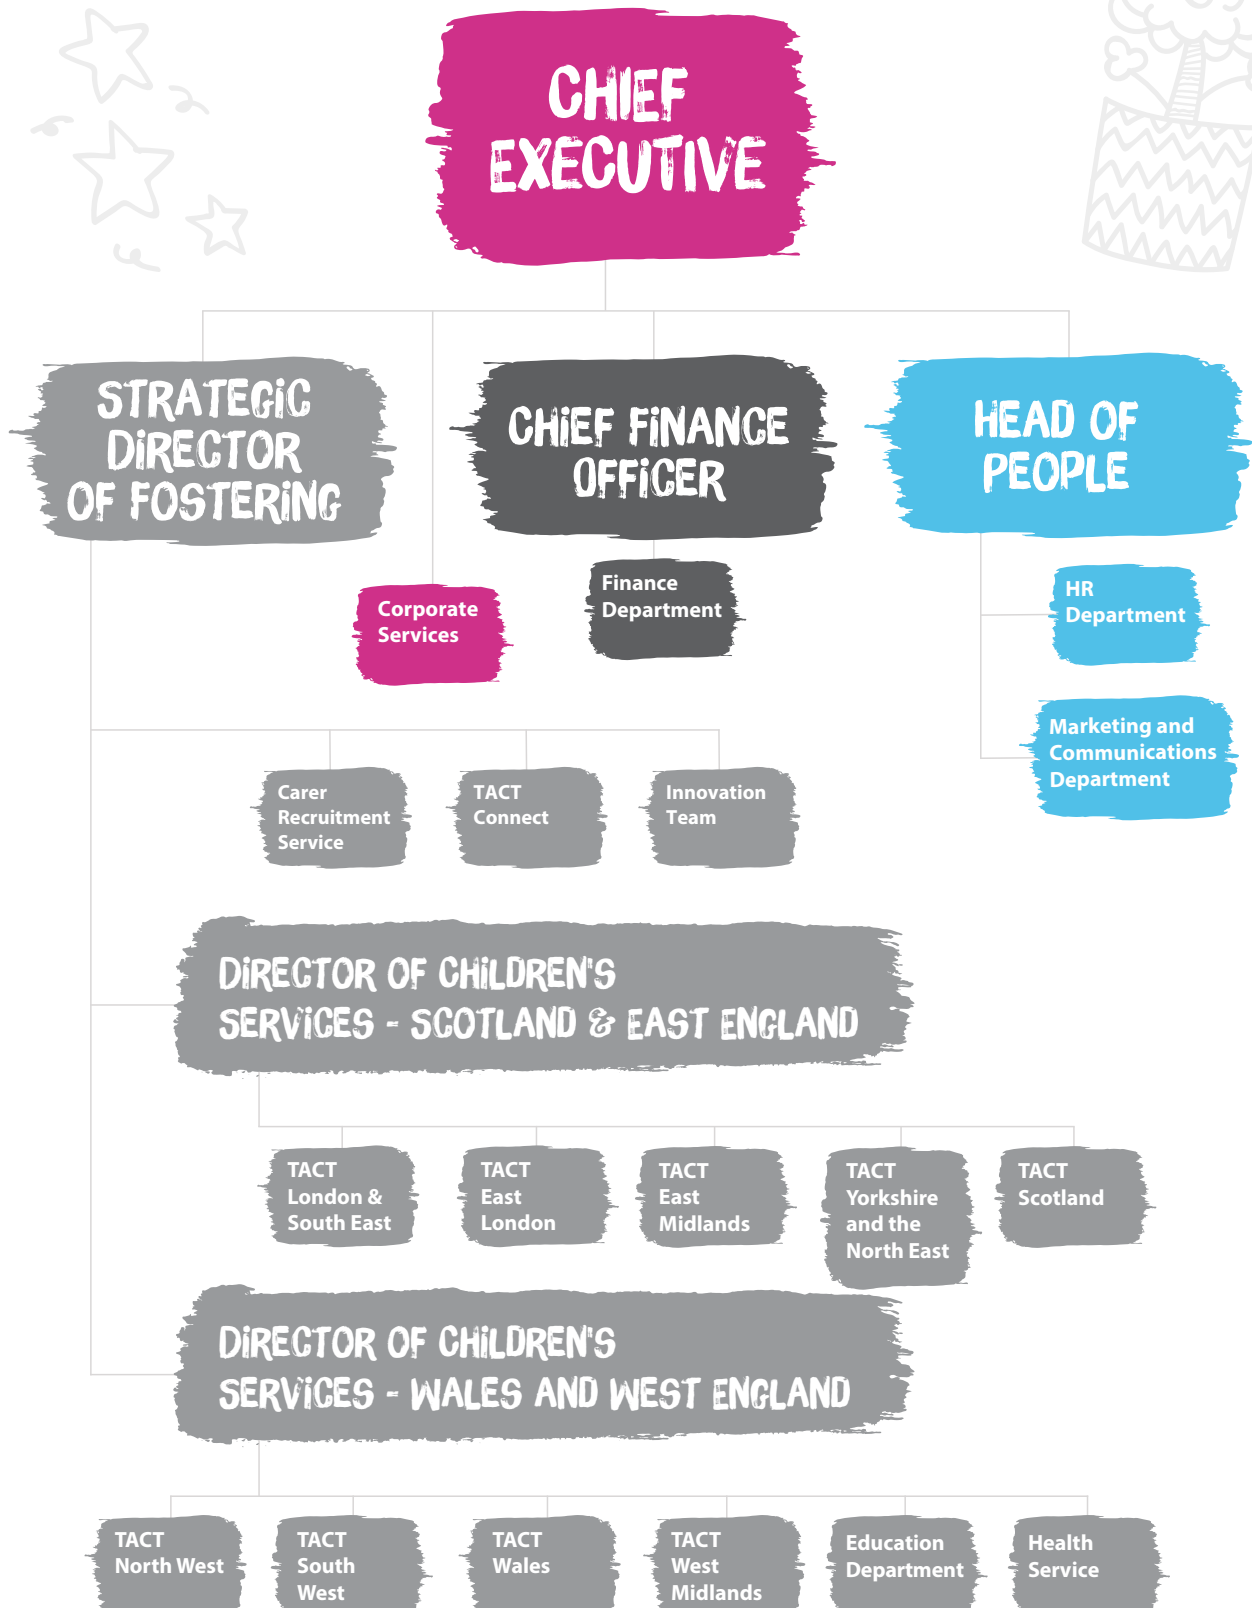 CHIEF
EXECUTIVE
STRATEGIC
DIRECTOR
OF FOSTERING
CHIEF FINANCE
OFFICER
HEAD OF
PEOPLE
Corporate
Services
Finance
Department
HR
Department
Marketing and
Communications
Department
Carer
Recruitment
Service
TACT
Connect
Innovation
Team
DIRECTOR OF CHILDREN'S
SERVICES - SCOTLAND & EAST ENGLAND
TACT
London &
South East
TACT
East
London
TACT
East
Midlands
TACT
Yorkshire
and the
North East
TACT
Scotland
DIRECTOR OF CHILDREN'S
SERVICES - WALES AND WEST ENGLAND
TACT
North West
TACT
South
West
TACT
Wales
TACT
West
Midlands
Education
Department
Health
Service